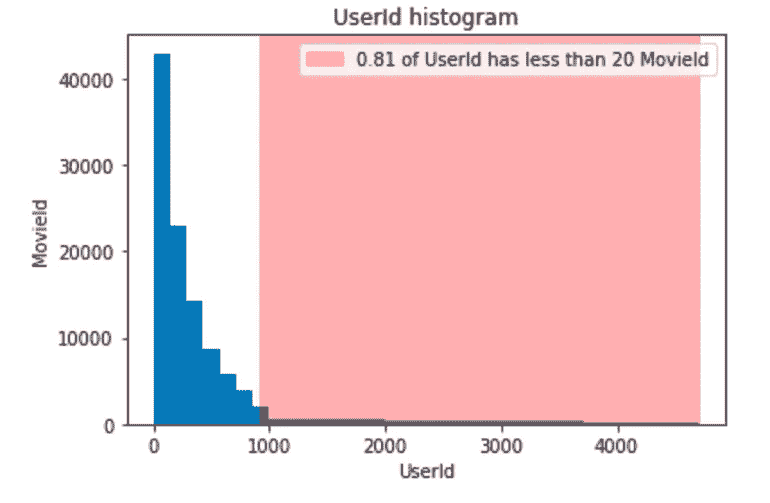 UserId histogram
0.81 of UserId has less than 20 MovieId
40000
30000
20000
10000
0
MovieId
0 1000 2000 3000 4000
UserId